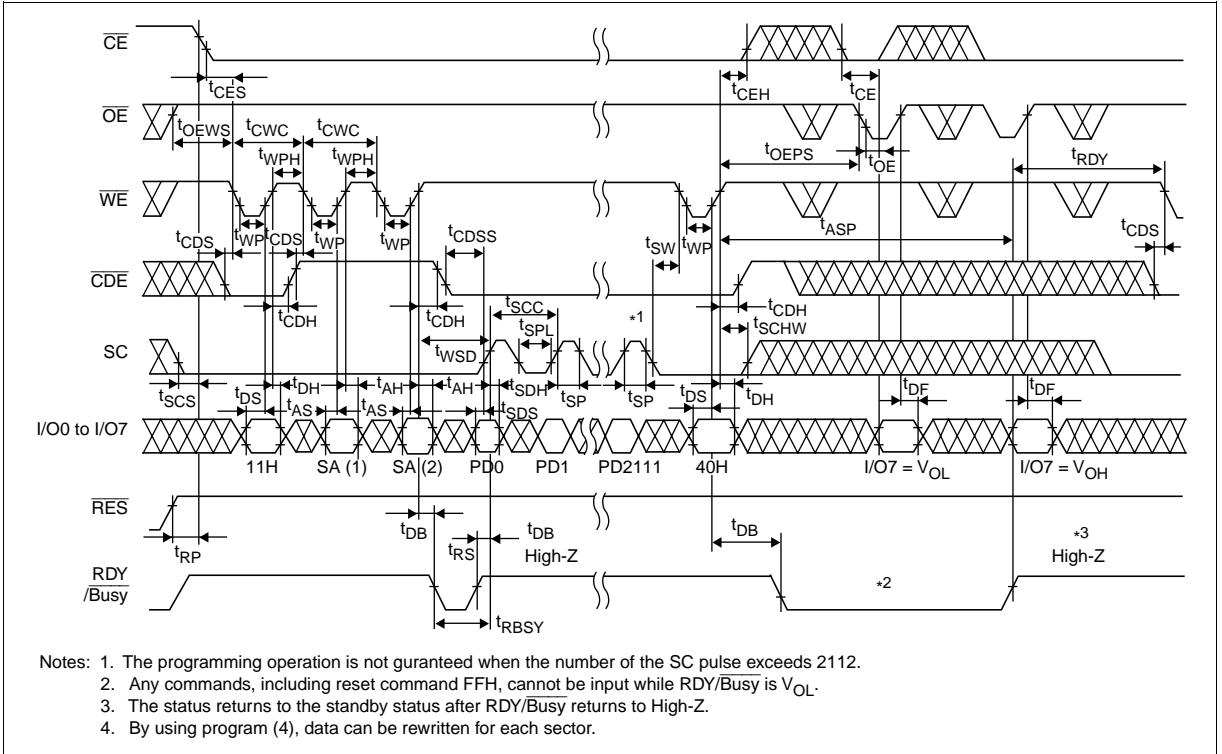 CE
tCES
tCEH
tCE
OE
tOEWS
tCWC
tCWC
tWPH
tWPH
tOEPS
tOE
tRDY
WE
tCDS
tWP
tCDS
tWP
tWP
tCDSS
tSW
tWP
tASP
tCDS
CDE
tCDH
tCDH
tSCC
tSPL
*1
tCDH
tSCHW
SC
tWSD
tSCS
tDS
tDH
tAS
tAH
tAS
tAH
tSDH
tSDS
tSP
tSP
tDS
tDH
tDF
tDF
I/O0 to I/O7
11H SA (1) SA (2) PD0 PD1 PD2111 40H I/O7 = VOL I/O7 = VOH
RES
tRP
tDB
tRS
tDB
High-Z
tDB
*3
High-Z
RDY
/Busy
*2
tRBSY
Notes: 1. The programming operation is not guranteed when the number of the SC pulse exceeds 2112.
2. Any commands, including reset command FFH, cannot be input while RDY/Busy is VOL.
3. The status returns to the standby status after RDY/Busy returns to High-Z.
4. By using program (4), data can be rewritten for each sector.